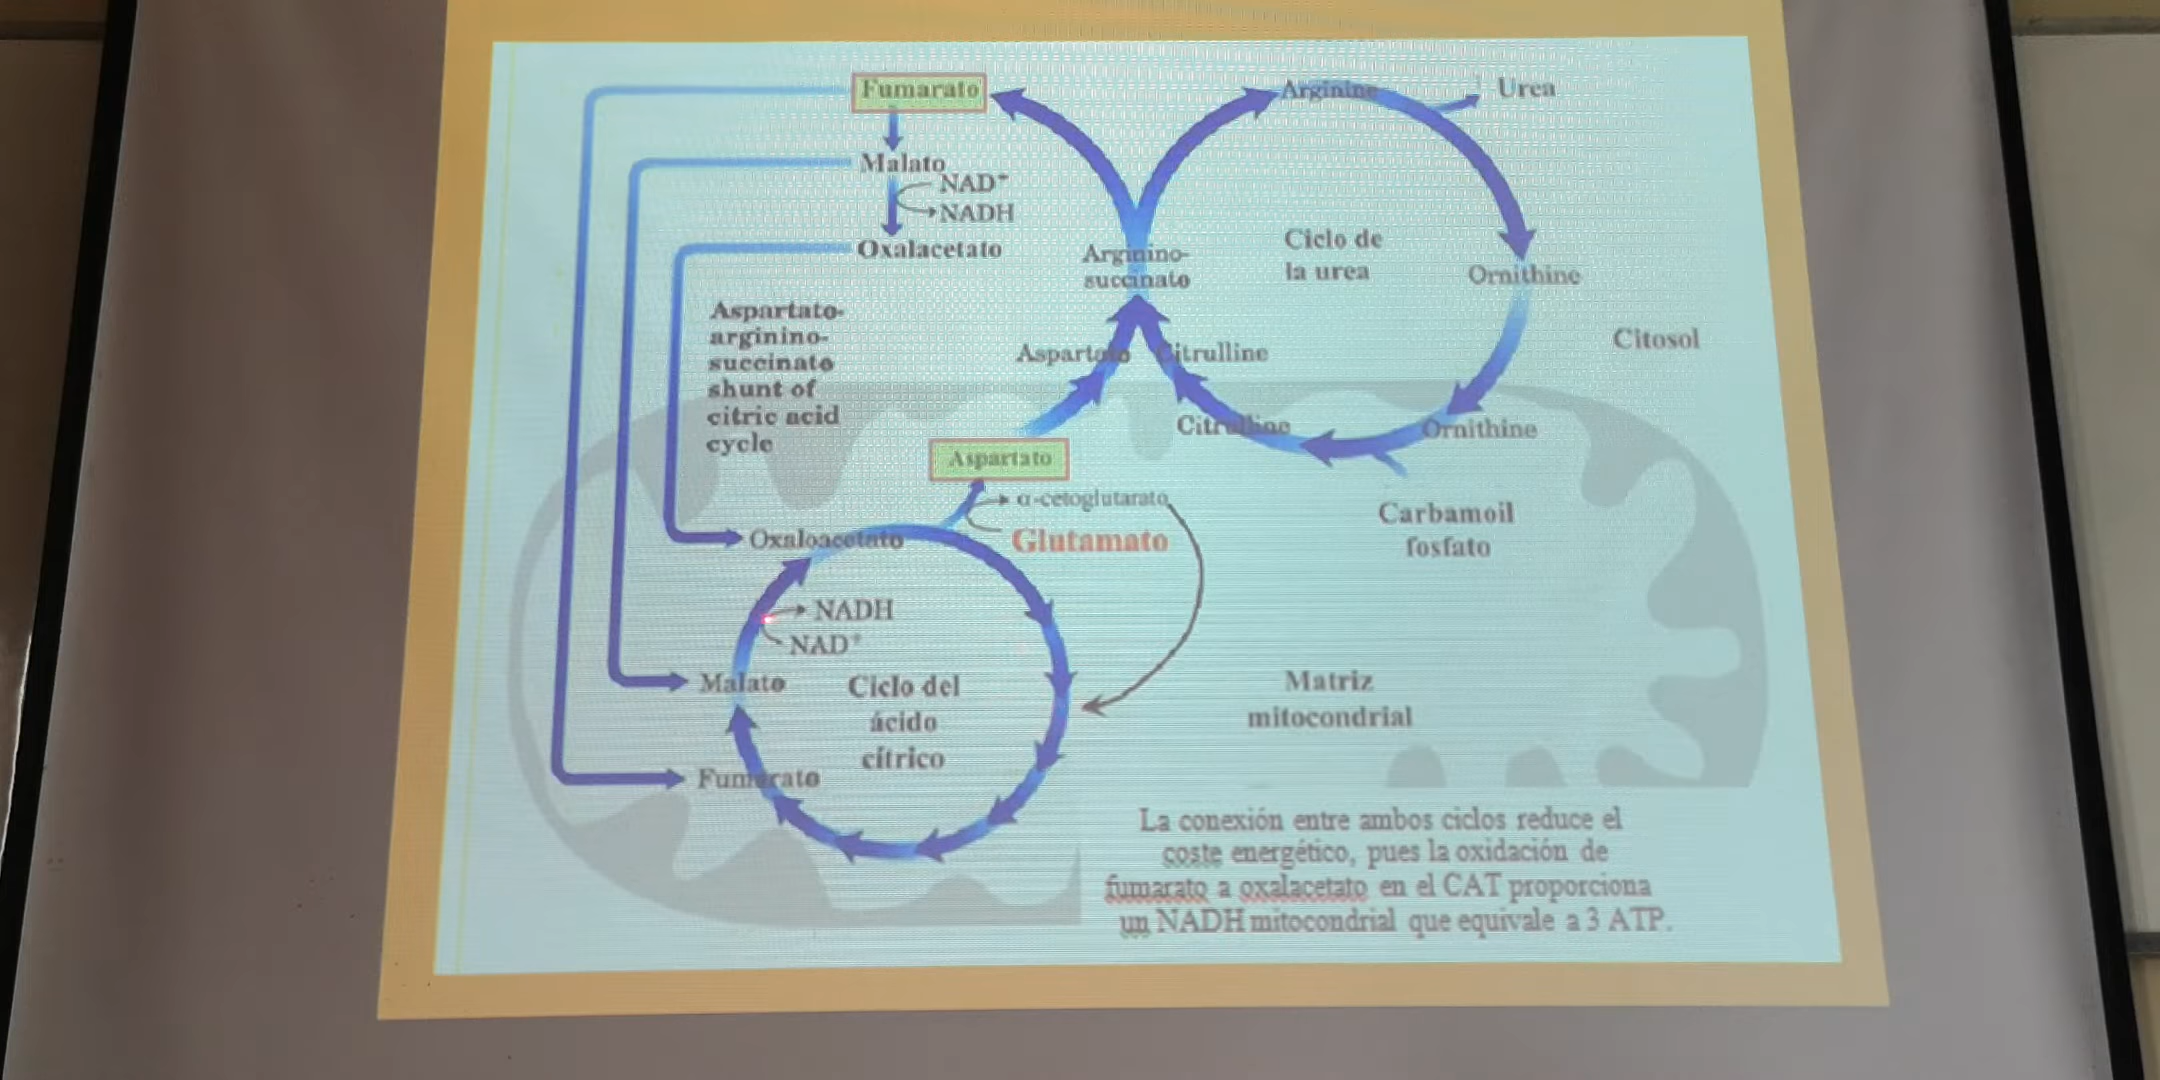 Fumarato
Arginine
Urea
Malato
NAD+
NADH
Oxalacetato
Arginino-
succinato
Ciclo de
la urea
Ornithine
Citosol
Aspartato-
arginino-
succinato
shunt of
citric acid
cycle
Aspartato
Citrulline
Citrulline
Ornithine
Aspartato
α-cetoglutarato
Glutamato
Carbamoil
fosfato
Oxaloacetato
NADH
NAD+
Malato
Ciclo del
ácido
cítrico
Matriz
mitocondrial
Fumarato
La conexión entre ambos ciclos reduce el
coste energético, pues la oxidación de
fumarato a oxalacetato en el CAT proporciona
un NADH mitocondrial que equivale a 3 ATP.